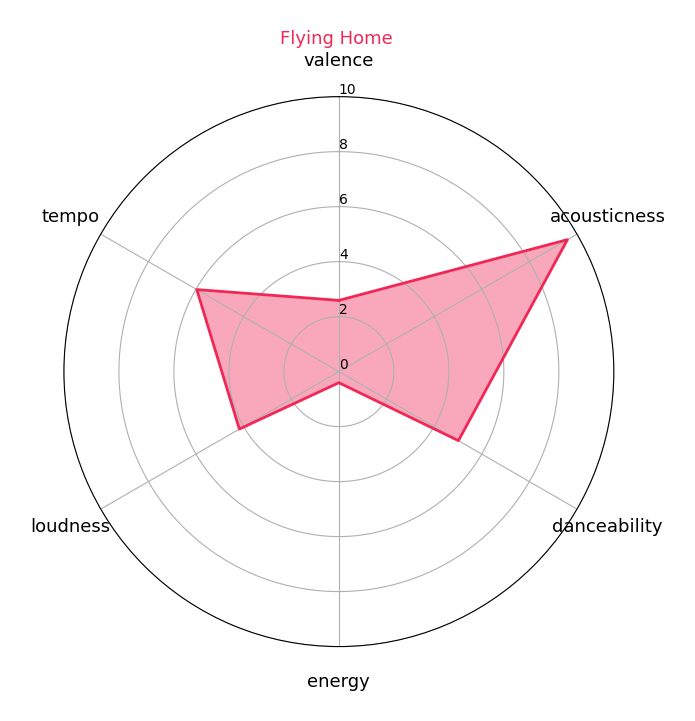 Flying Home
valence
10
8
6
4
2
0
tempo
acousticness
loudness
danceability
energy